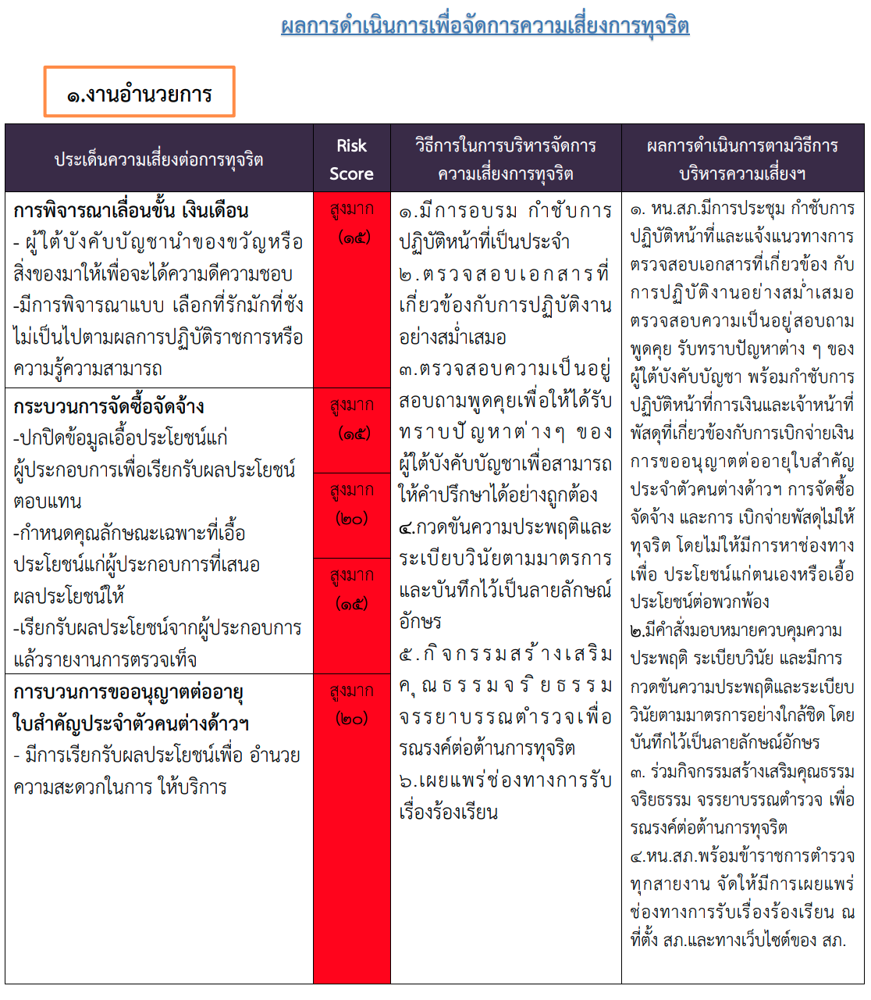 ผลการดำเนินการเพื่อจัดการความเสี่ยงการทุจริต
๑.งานอำนวยการ
ประเด็นความเสี่ยงต่อการทุจริต
Risk
Score
วิธีการในการบริหารจัดการ
ความเสี่ยงการทุจริต
ผลการดำเนินการตามวิธีการ
บริหารความเสี่ยงฯ
การพิจารณาเลื่อนขั้น เงินเดือน
- ผู้ใต้บังคับบัญชานำของขวัญหรือ
สิ่งของมาให้เพื่อจะได้ความดีความชอบ
-มีการพิจารณาแบบ เลือกที่รักมักที่ชัง
ไม่เป็นไปตามผลการปฏิบัติราชการหรือ
ความรู้ความสามารถ
สูงมาก
(๑๕)
กระบวนการจัดซื้อจัดจ้าง
-ปกปิดข้อมูลเอื้อประโยชน์แก่
ผู้ประกอบการเพื่อเรียกรับผลประโยชน์
ตอบแทน
-กำหนดคุณลักษณะเฉพาะที่เอื้อ
ประโยชน์แก่ผู้ประกอบการที่เสนอ
ผลประโยชน์ให้
-เรียกรับผลประโยชน์จากผู้ประกอบการ
แล้วรายงานการตรวจเท็จ
สูงมาก
(๑๕)
สูงมาก
(๒๐)
สูงมาก
(๑๕)
การบวนการขออนุญาตต่ออายุ
ใบสำคัญประจำตัวคนต่างด้าวฯ
- มีการเรียกรับผลประโยชน์เพื่อ อำนวย
ความสะดวกในการ ให้บริการ
สูงมาก
(๒๐)
๑.มีการอบรม กำชับการ
ปฏิบัติหน้าที่เป็นประจำ
๒.ตรวจสอบเอกสารที่
เกี่ยวข้องกับการปฏิบัติงาน
อย่างสม่ำเสมอ
๓.ตรวจสอบความเป็นอยู่
สอบถามพูดคุยเพื่อให้ได้รับ
ทราบปัญหาต่างๆ ของ
ผู้ใต้บังคับบัญชาเพื่อสามารถ
ให้คำปรึกษาได้อย่างถูกต้อง
๔.กวดขันความประพฤติและ
ระเบียบวินัยตามมาตรการ
และบันทึกไว้เป็นลายลักษณ์
อักษร
๕.กิจกรรมสร้างเสริม
คุณธรรมจริยธรรม
จรรยาบรรณตำรวจเพื่อ
รณรงค์ต่อต้านการทุจริต
๖.เผยแพร่ช่องทางการรับ
เรื่องร้องเรียน
๑. หน.สภ.มีการประชุม กำชับการ
ปฏิบัติหน้าที่และแจ้งแนวทางการ
ตรวจสอบเอกสารที่เกี่ยวข้อง กับ
การปฏิบัติงานอย่างสม่ำเสมอ
ตรวจสอบความเป็นอยู่สอบถาม
พูดคุย รับทราบปัญหาต่าง ๆ ของ
ผู้ใต้บังคับบัญชา พร้อมกำชับการ
ปฏิบัติหน้าที่การเงินและเจ้าหน้าที่
พัสดุที่เกี่ยวข้องกับการเบิกจ่ายเงิน
การขออนุญาตต่ออายุใบสำคัญ
ประจำตัวคนต่างด้าวฯ การจัดซื้อ
จัดจ้าง และการ เบิกจ่ายพัสดุไม่ให้
ทุจริต โดยไม่ให้มีการหาช่องทาง
เพื่อ ประโยชน์แก่ตนเองหรือเอื้อ
ประโยชน์ต่อพวกพ้อง
๒.มีคำสั่งมอบหมายควบคุมความ
ประพฤติ ระเบียบวินัย และมีการ
กวดขันความประพฤติและระเบียบ
วินัยตามมาตรการอย่างใกล้ชิด โดย
บันทึกไว้เป็นลายลักษณ์อักษร
๓. ร่วมกิจกรรมสร้างเสริมคุณธรรม
จริยธรรม จรรยาบรรณตำรวจ เพื่อ
รณรงค์ต่อต้านการทุจริต
๔.หน.สภ.พร้อมข้าราชการตำรวจ
ทุกสายงาน จัดให้มีการเผยแพร่
ช่องทางการรับเรื่องร้องเรียน ณ
ที่ตั้ง สภ.และทางเว็บไซต์ของ สภ.